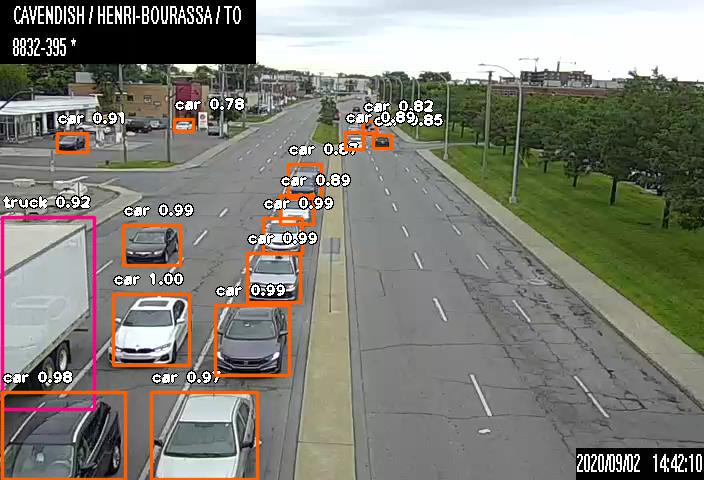 CAVENDISH / HENRI-BOURASSA / TO
8832-395 *
car 0.78
car 0.82
car 0.91
car 0.89
0.85
car 0.87
car 0.89
truck 0.92
car 0.99
car 0.99
car 0.99
car 1.00
car 0.99
car 0.98
car 0.97
2020/09/02 14:42:10